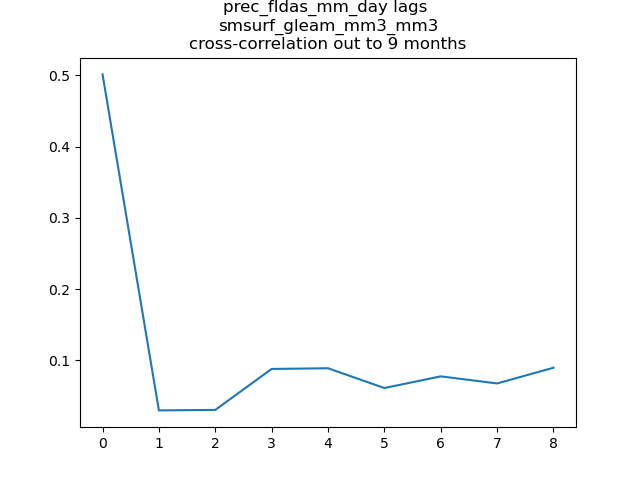 prec_fldas_mm_day lags
smsurf_gleam_mm3_mm3
cross-correlation out to 9 months
0.5
0.4
0.3
0.2
0.1
0 1 2 3 4 5 6 7 8